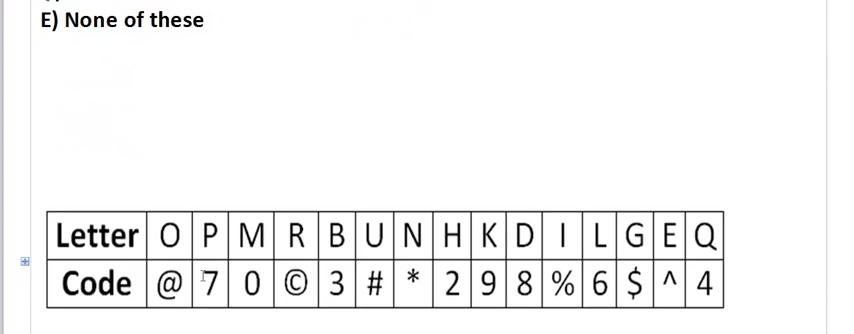 E) None of these
Letter O P M R B U N H K D I L G E Q
Code @ 7 0 © 3 # * 2 9 8 % 6 $ ^ 4